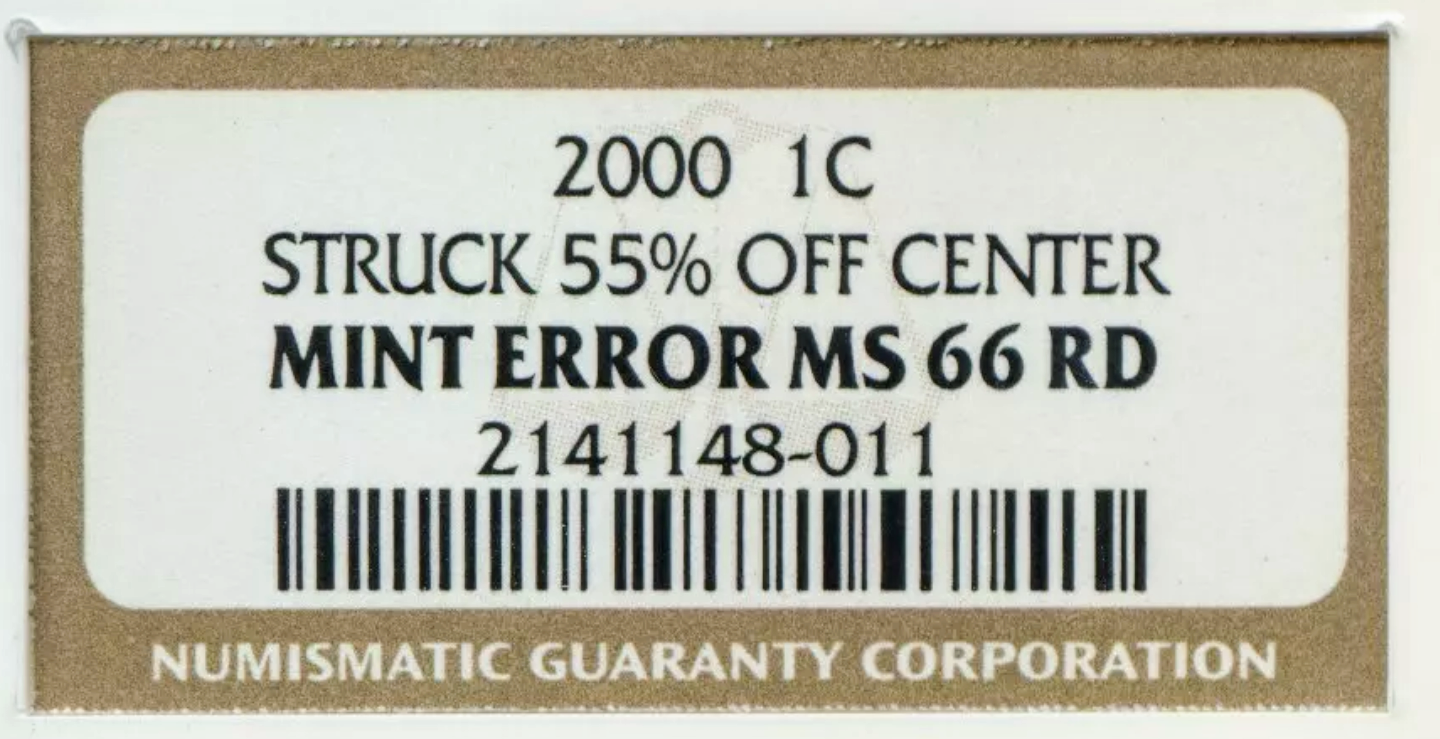 2000 1C
STRUCK 55% OFF CENTER
MINT ERROR MS 66 RD
2141148-011
NUMISMATIC GUARANTY CORPORATION